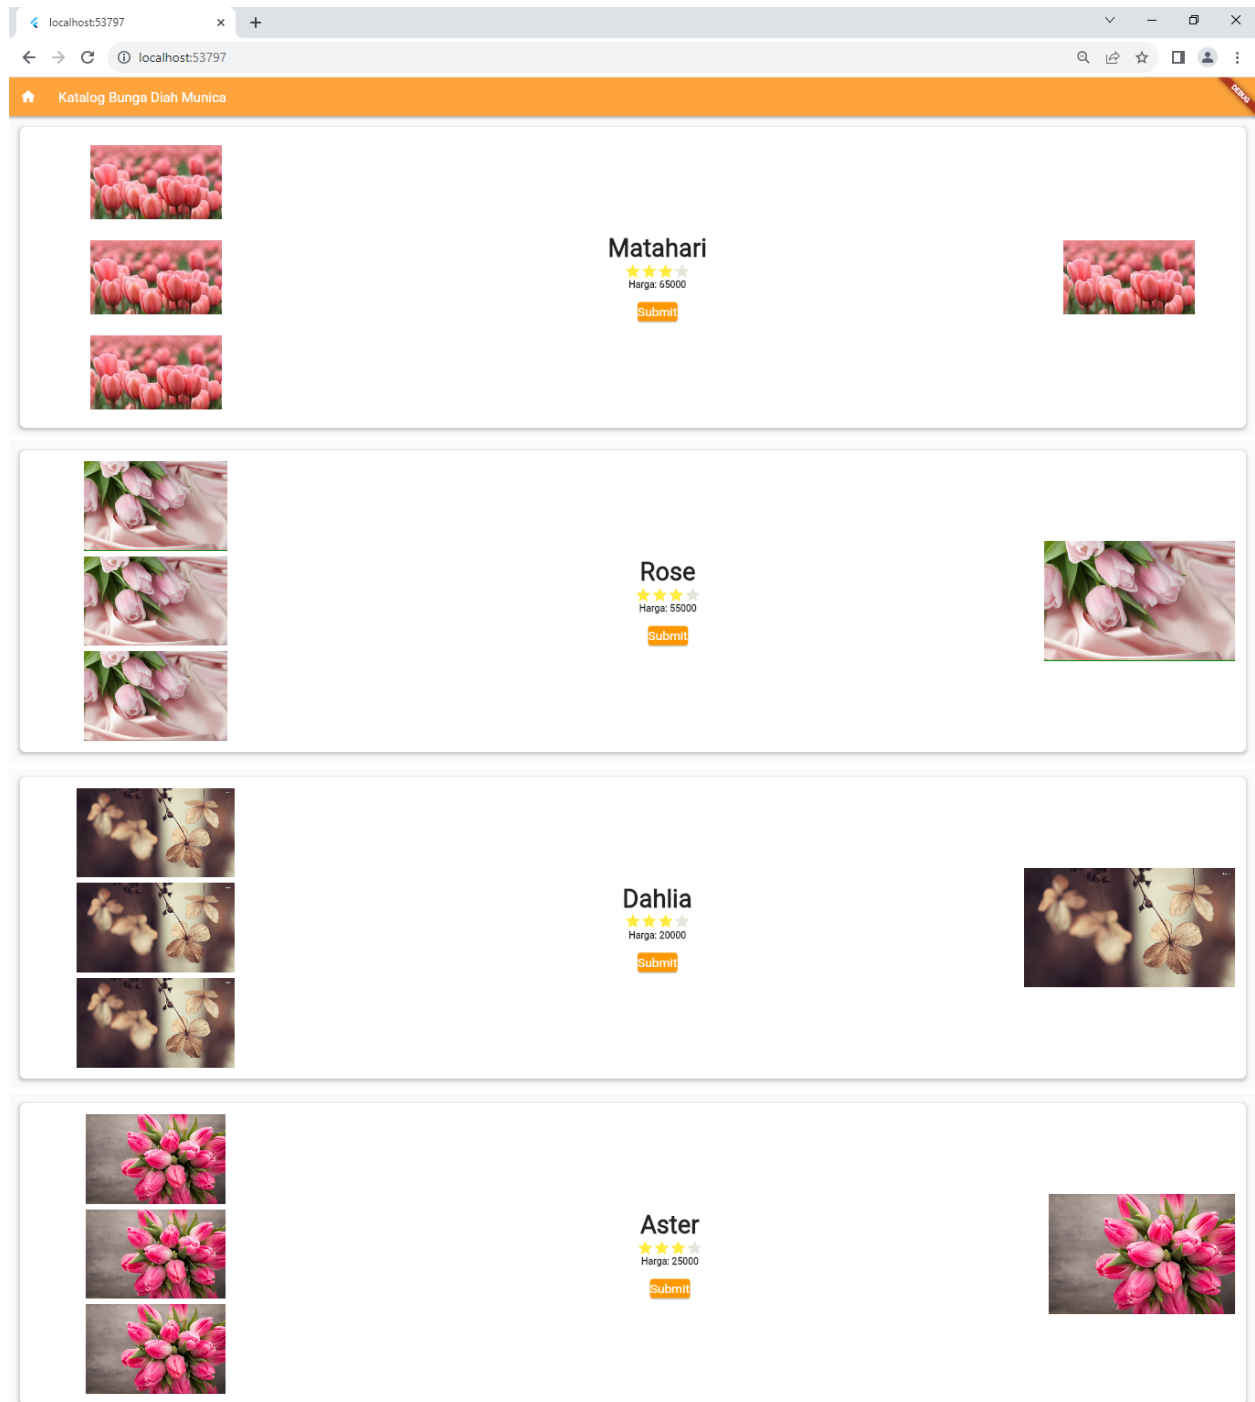 localhost:53797
localhost:53797
Katalog Bunga Diah Munica
DEBUG
Matahari
Harga: 65000
Submit
Rose
Harga: 55000
Submit
Dahlia
Harga: 20000
Submit
Aster
Harga: 25000
Submit